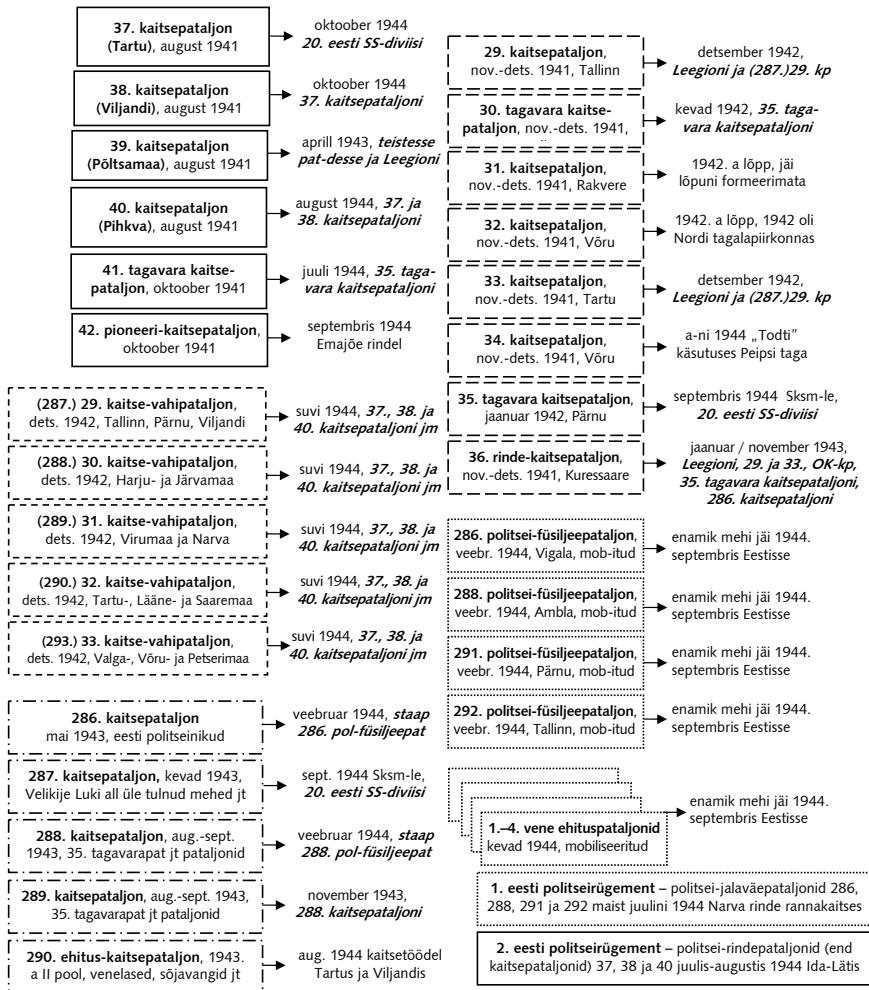 37. kaitsepataljon
(Tartu), august 1941
oktoober 1944
20. eesti SS-diviisi
38. kaitsepataljon
(Viljandi), august 1941
oktoober 1944
37. kaitsepataljoni
39. kaitsepataljon
(Põltsamaa), august 1941
aprill 1943, teistesse
pat-desse ja Leegioni
40. kaitsepataljon
(Pihkva), august 1941
august 1944, 37. ja
38. kaitsepataljoni
41. tagavara kaitse-
pataljon, oktoober 1941
juuli 1944, 35. taga-
vara kaitsepataljoni
42. pioneeri-kaitsepataljon,
oktoober 1941
septembris 1944
Emajõe rindel
(287.) 29. kaitse-vahipataljon,
dets. 1942, Tallinn, Pärnu, Viljandi
suvi 1944, 37., 38. ja
40. kaitsepataljoni jm
(288.) 30. kaitse-vahipataljon,
dets. 1942, Harju- ja Järvamaa
suvi 1944, 37., 38. ja
40. kaitsepataljoni jm
(289.) 31. kaitse-vahipataljon,
dets. 1942, Virumaa ja Narva
suvi 1944, 37., 38. ja
40. kaitsepataljoni jm
(290.) 32. kaitse-vahipataljon,
dets. 1942, Tartu-, Lääne- ja Saaremaa
suvi 1944, 37., 38. ja
40. kaitsepataljoni jm
(293.) 33. kaitse-vahipataljon,
dets. 1942, Valga-, Võru- ja Petserimaa
suvi 1944, 37., 38. ja
40. kaitsepataljoni jm
286. kaitsepataljon
mai 1943, eesti politseinikud
veebruar 1944, staap
286. pol-füsiljeepat
287. kaitsepataljon, kevad 1943,
Velikije Luki all üle tulnud mehed jt
sept. 1944 Sksm-le,
20. eesti SS-diviisi
288. kaitsepataljon, aug.-sept.
1943, 35. tagavarapat jt pataljonid
veebruar 1944, staap
288. pol-füsiljeepat
289. kaitsepataljon, aug.-sept. 1943,
35. tagavarapat jt pataljonid
november 1943,
288. kaitsepataljoni
290. ehitus-kaitsepataljon, 1943.
a II pool, venelased, sõjavangid jt
aug. 1944 kaitsetöödel
Tartus ja Viljandis
29. kaitsepataljon,
nov.-dets. 1941, Tallinn
detsember 1942,
Leegioni ja (287.)29. kp
30. tagavara kaitse-
pataljon, nov.-dets. 1941,
kevad 1942, 35. taga-
vara kaitsepataljoni
31. kaitsepataljon,
nov.-dets. 1941, Rakvere
1942. a lõpp, jäi
lõpuni formeerimata
32. kaitsepataljon,
nov.-dets. 1941, Võru
1942. a lõpp, 1942 oli
Nordi tagalapiirkonnas
33. kaitsepataljon,
nov.-dets. 1941, Tartu
detsember 1942,
Leegioni ja (287.)29. kp
34. kaitsepataljon,
nov.-dets. 1941, Võru
a-ni 1944 „Todti”
käsutuses Peipsi taga
35. tagavara kaitsepataljon,
jaanuar 1942, Pärnu
septembris 1944 Sksm-le,
20. eesti SS-diviisi
36. rinde-kaitsepataljon,
nov.-dets. 1941, Kuressaare
jaanuar / november 1943,
Leegioni, 29. ja 33., OK-kp,
35. tagavara kaitsepataljoni,
286. kaitsepataljoni
286. politsei-füsiljeepataljon,
veebr. 1944, Vigala, mob-itud
enamik mehi jäi 1944.
septembris Eestisse
288. politsei-füsiljeepataljon,
veebr. 1944, Ambla, mob-itud
enamik mehi jäi 1944.
septembris Eestisse
291. politsei-füsiljeepataljon,
veebr. 1944, Pärnu, mob-itud
enamik mehi jäi 1944.
septembris Eestisse
292. politsei-füsiljeepataljon,
veebr. 1944, Tallinn, mob-itud
enamik mehi jäi 1944.
septembris Eestisse
1.–4. vene ehituspataljonid
kevad 1944, mobiliseeritud
enamik mehi jäi 1944.
septembris Eestisse
1. eesti politseirügement – politsei-jalaväepataljonid 286,
288, 291 ja 292 maist juulini 1944 Narva rinde rannakaitses
2. eesti politseirügement – politsei-rindepataljonid (end
kaitsepataljonid) 37, 38 ja 40 juulis-augustis 1944 Ida-Lätis